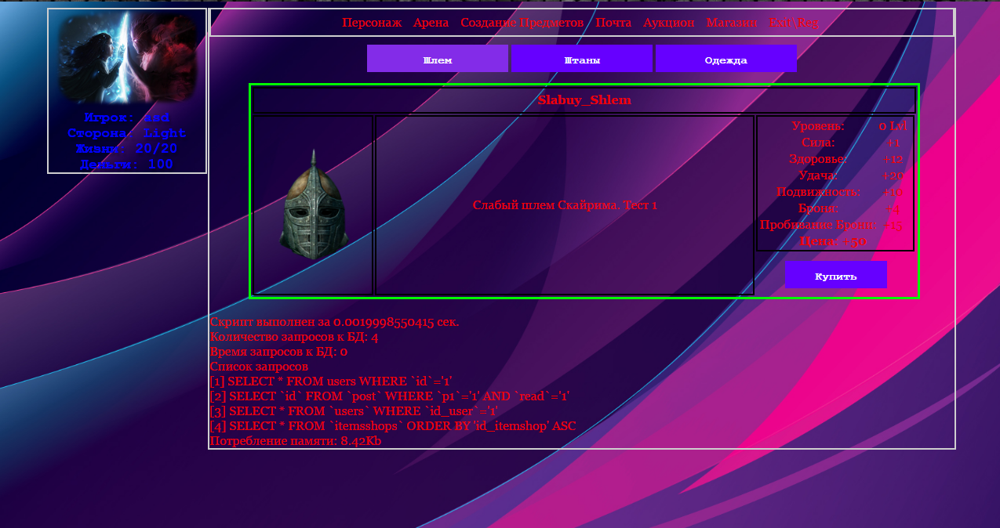 Персонаж Арена Создание Предметов Почта Аукцион Магазин Exit\Reg
Игрок: asd
Сторона: Light
Жизни: 20/20
Деньги: 100
Шлем Штаны Одежда
Slabuy_Shlem
Слабый шлем Скайрима. Тест 1
Уровень: 0 Lvl
Сила: +1
Здоровье: +12
Удача: +20
Подвижность: +10
Броня: +4
Пробивание Брони: +15
Цена: +50
Купить
Скрипт выполнен за 0.0019998550415 сек.
Количество запросов к БД: 4
Время запросов к БД: 0
Список запросов
[1] SELECT * FROM users WHERE `id`='1'
[2] SELECT `id` FROM `post` WHERE `p1`='1' AND `read`='1'
[3] SELECT * FROM `users` WHERE `id_user`='1'
[4] SELECT * FROM `itemsshops` ORDER BY 'id_itemshop' ASC
Потребление памяти: 8.42Kb